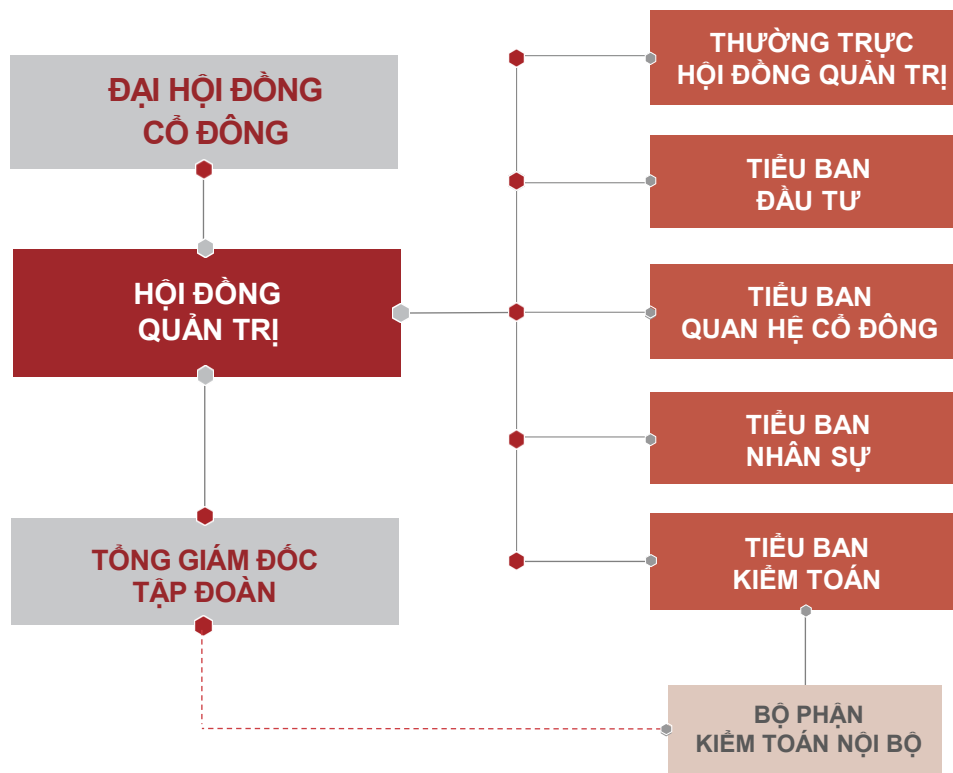 ĐẠI HỘI ĐỒNG
CỔ ĐÔNG
HỘI ĐỒNG
QUẢN TRỊ
TỔNG GIÁM ĐỐC
TẬP ĐOÀN
THƯỜNG TRỰC
HỘI ĐỒNG QUẢN TRỊ
TIỂU BAN
ĐẦU TƯ
TIỂU BAN
QUAN HỆ CỔ ĐÔNG
TIỂU BAN
NHÂN SỰ
TIỂU BAN
KIỂM TOÁN
BỘ PHẬN
KIỂM TOÁN NỘI BỘ